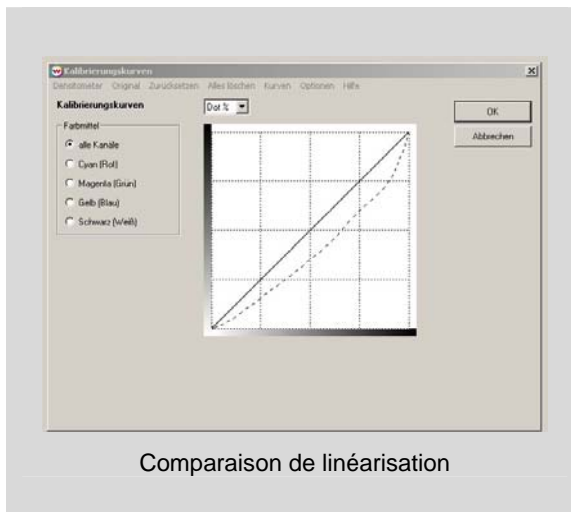 Kalibrierungskurven
Densitometer Original Zurücksetzen Alles löschen Kurven Optionen Hilfe
Kalibrierungskurven
Dot %
OK
Abbrechen
Farbmittel
alle Kanäle
Cyan (Rot)
Magenta (Grün)
Gelb (Blau)
Schwarz (Weiß)
Comparaison de linéarisation